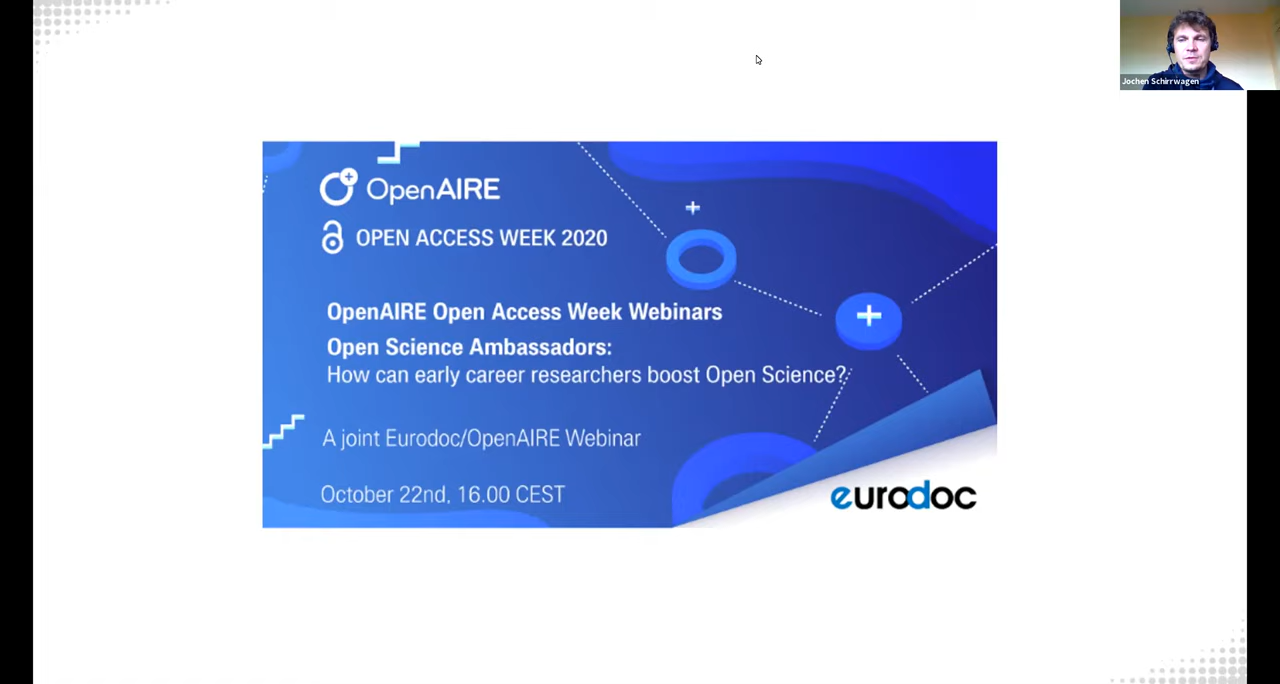 Jochen Schirrwagen
OpenAIRE
OPEN ACCESS WEEK 2020
OpenAIRE Open Access Week Webinars
Open Science Ambassadors:
How can early career researchers boost Open Science?
A joint Eurodoc/OpenAIRE Webinar
October 22nd, 16.00 CEST
eurodoc